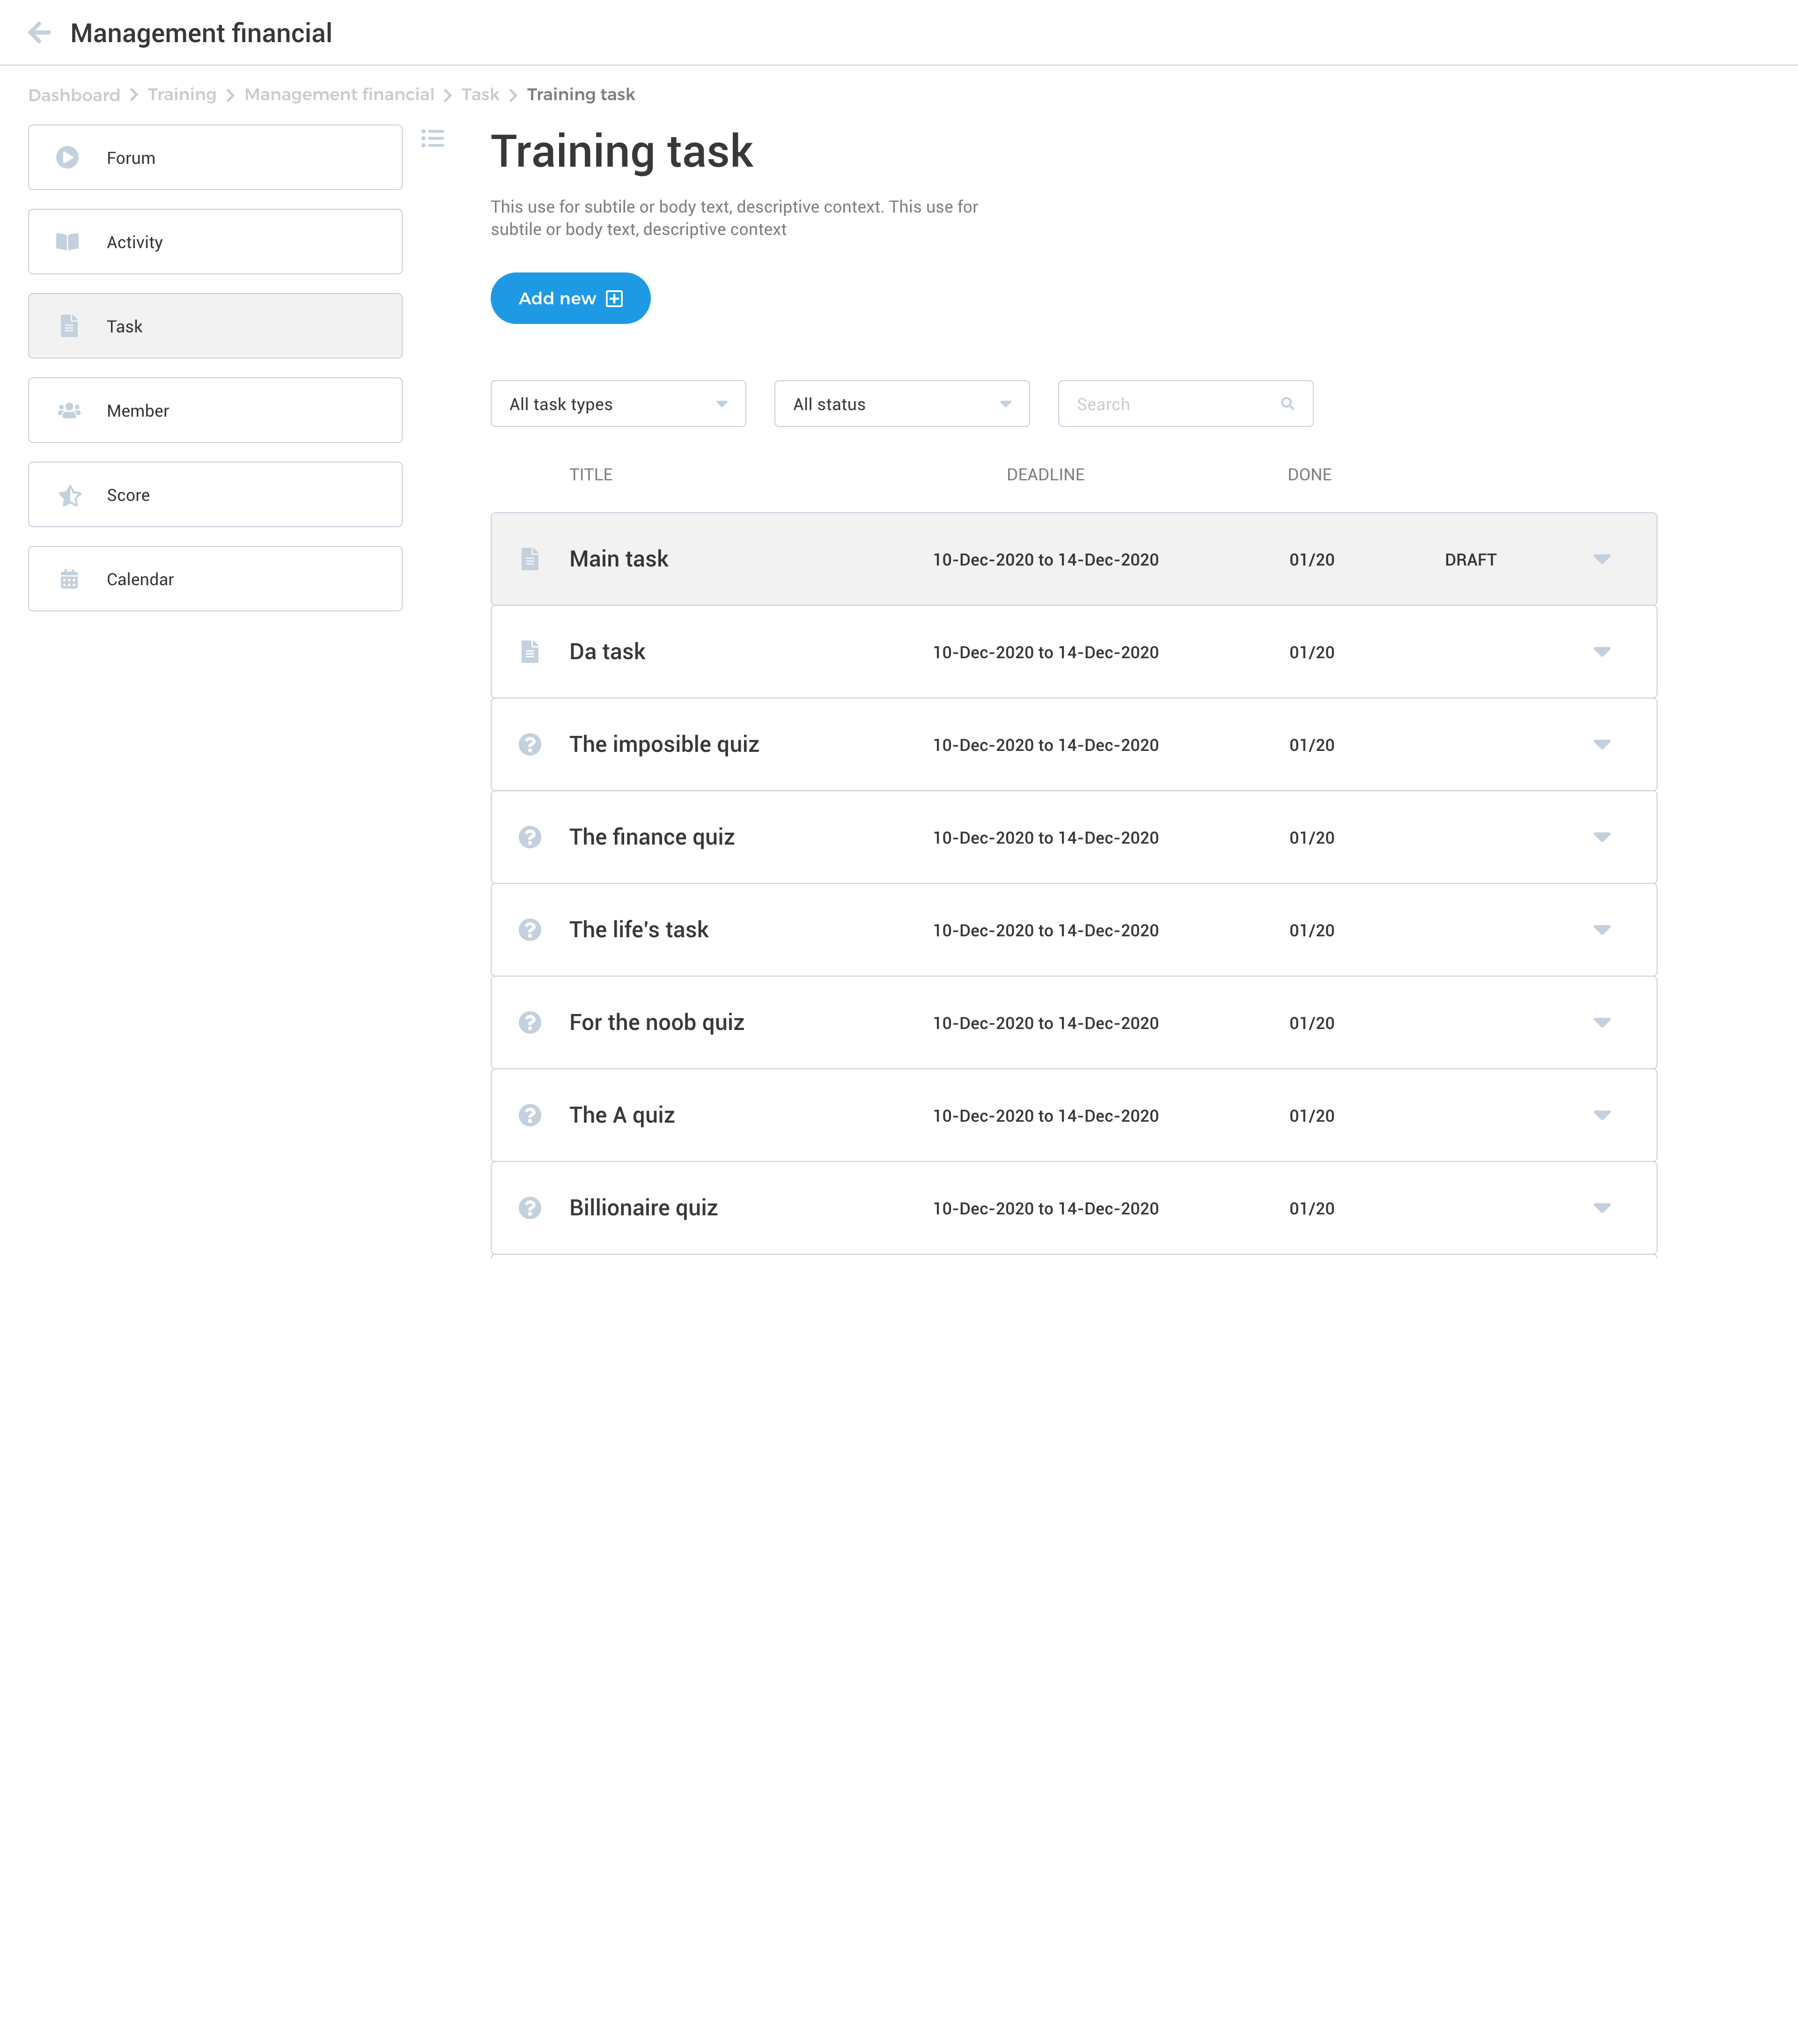 Management financial
Dashboard > Training > Management financial > Task > Training task
Forum
Activity
Task
Member
Score
Calendar
Training task
This use for subtile or body text, descriptive context. This use for
subtile or body text, descriptive context
Add new
All task types
All status
Search
TITLE DEADLINE DONE
Main task 10-Dec-2020 to 14-Dec-2020 01/20 DRAFT
Da task 10-Dec-2020 to 14-Dec-2020 01/20
The imposible quiz 10-Dec-2020 to 14-Dec-2020 01/20
The finance quiz 10-Dec-2020 to 14-Dec-2020 01/20
The life's task 10-Dec-2020 to 14-Dec-2020 01/20
For the noob quiz 10-Dec-2020 to 14-Dec-2020 01/20
The A quiz 10-Dec-2020 to 14-Dec-2020 01/20
Billionaire quiz 10-Dec-2020 to 14-Dec-2020 01/20